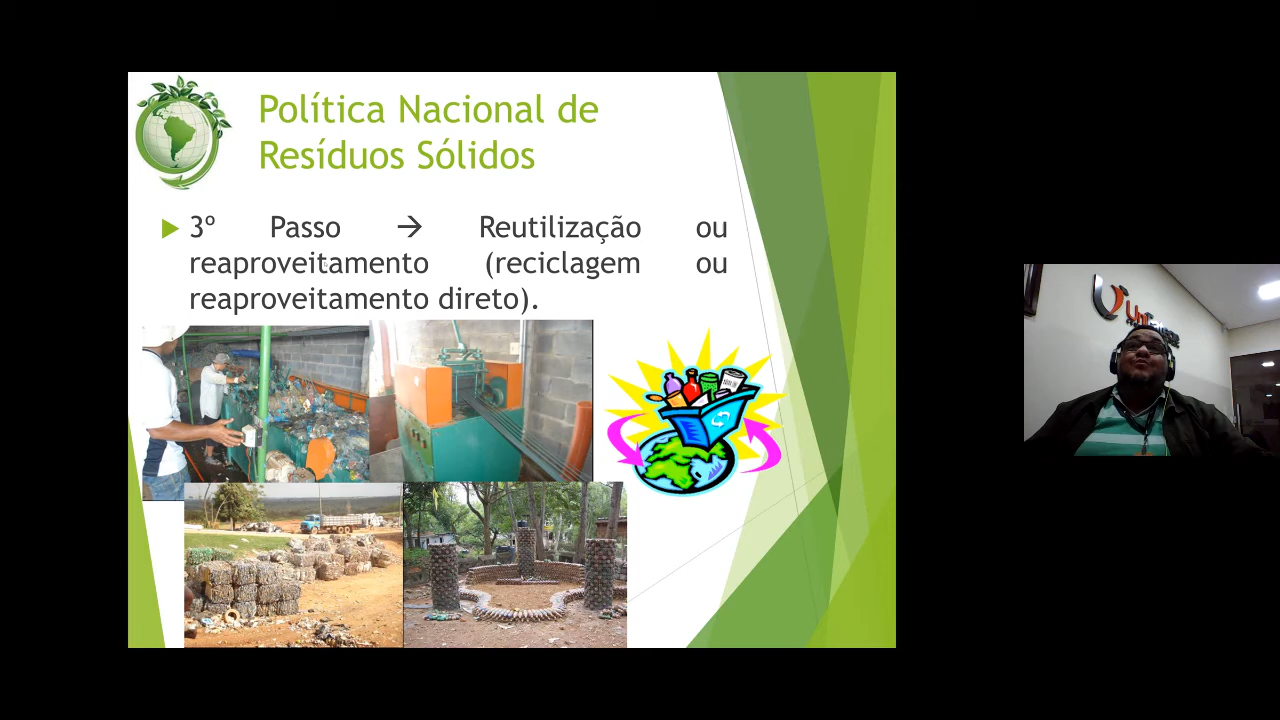 Política Nacional de
Resíduos Sólidos
3º Passo → Reutilização ou
reaproveitamento (reciclagem ou
reaproveitamento direto).